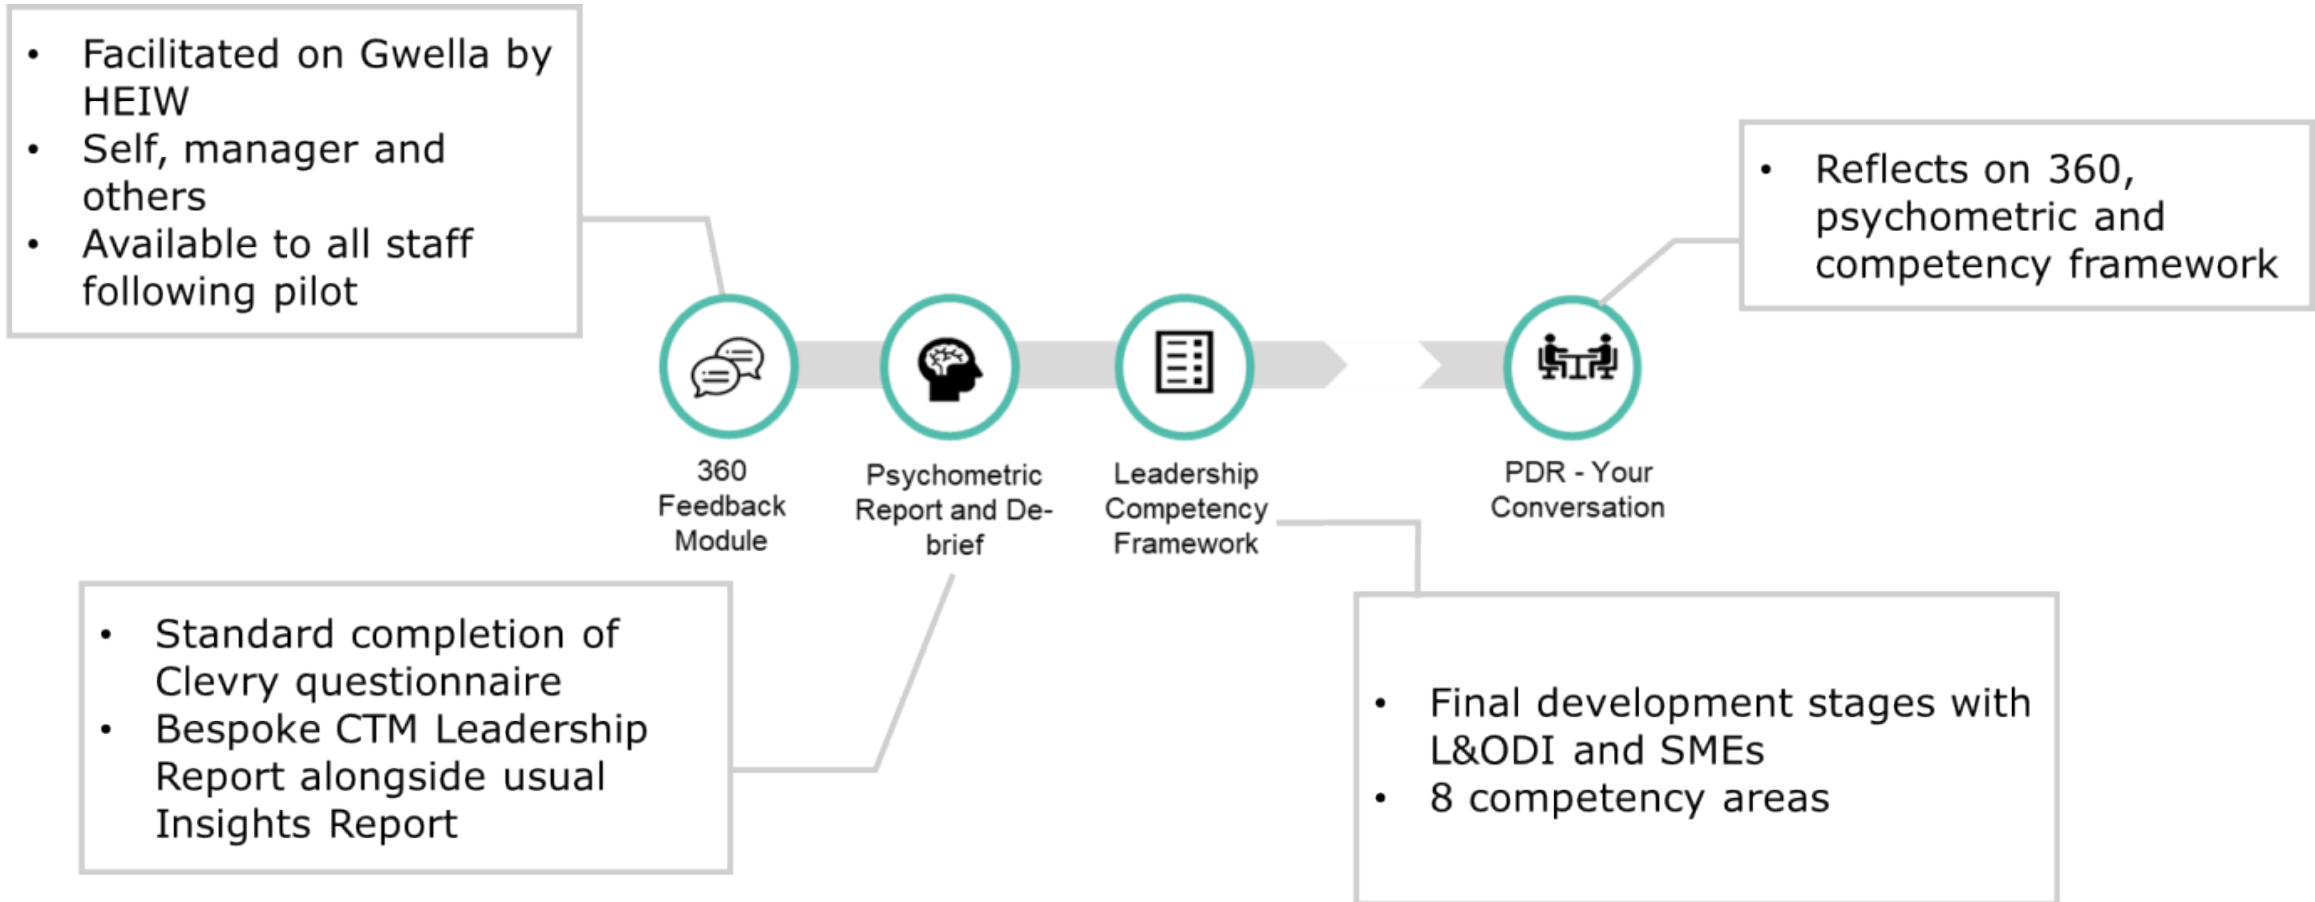 • Facilitated on Gwella by
HEIW
• Self, manager and
others
• Available to all staff
following pilot
• Reflects on 360,
psychometric and
competency framework
360
Feedback
Module
Psychometric
Report and De-
brief
Leadership
Competency
Framework
PDR - Your
Conversation
• Standard completion of
Clevry questionnaire
• Bespoke CTM Leadership
Report alongside usual
Insights Report
• Final development stages with
L&ODI and SMEs
• 8 competency areas